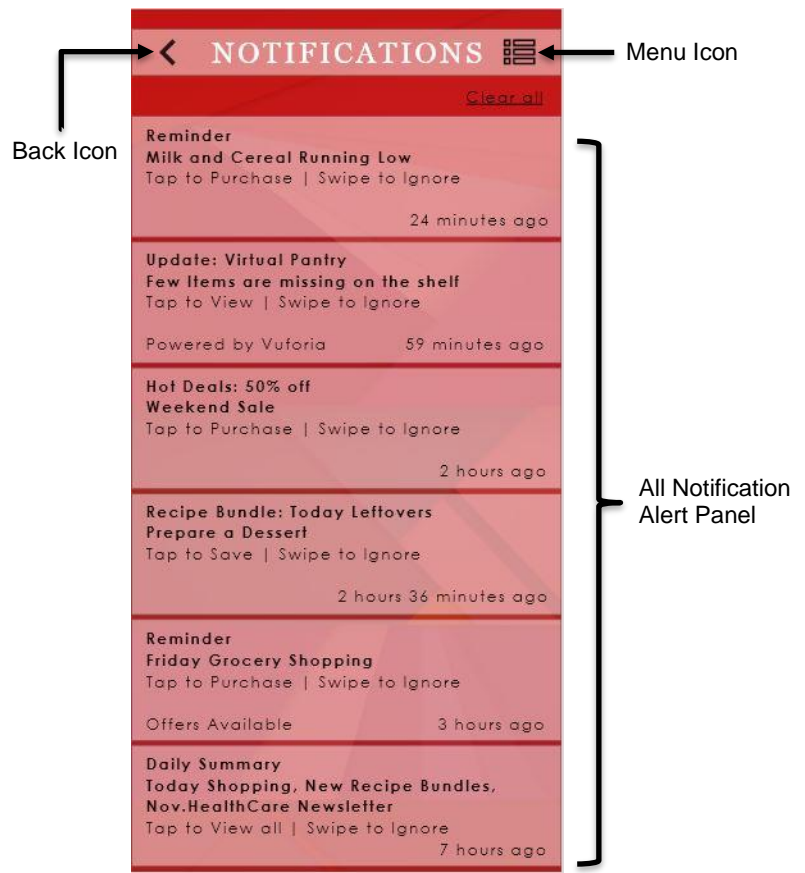 NOTIFICATIONS
Menu Icon
Clear all
Back Icon
Reminder
Milk and Cereal Running Low
Tap to Purchase | Swipe to Ignore
24 minutes ago
Update: Virtual Pantry
Few Items are missing on the shelf
Tap to View | Swipe to Ignore
Powered by Vuforia 59 minutes ago
Hot Deals: 50% off
Weekend Sale
Tap to Purchase | Swipe to Ignore
2 hours ago
Recipe Bundle: Today Leftovers
Prepare a Dessert
Tap to Save | Swipe to Ignore
2 hours 36 minutes ago
Reminder
Friday Grocery Shopping
Tap to Purchase | Swipe to Ignore
Offers Available 3 hours ago
Daily Summary
Today Shopping, New Recipe Bundles,
Nov.HealthCare Newsletter
Tap to View all | Swipe to Ignore
7 hours ago
All Notification
Alert Panel